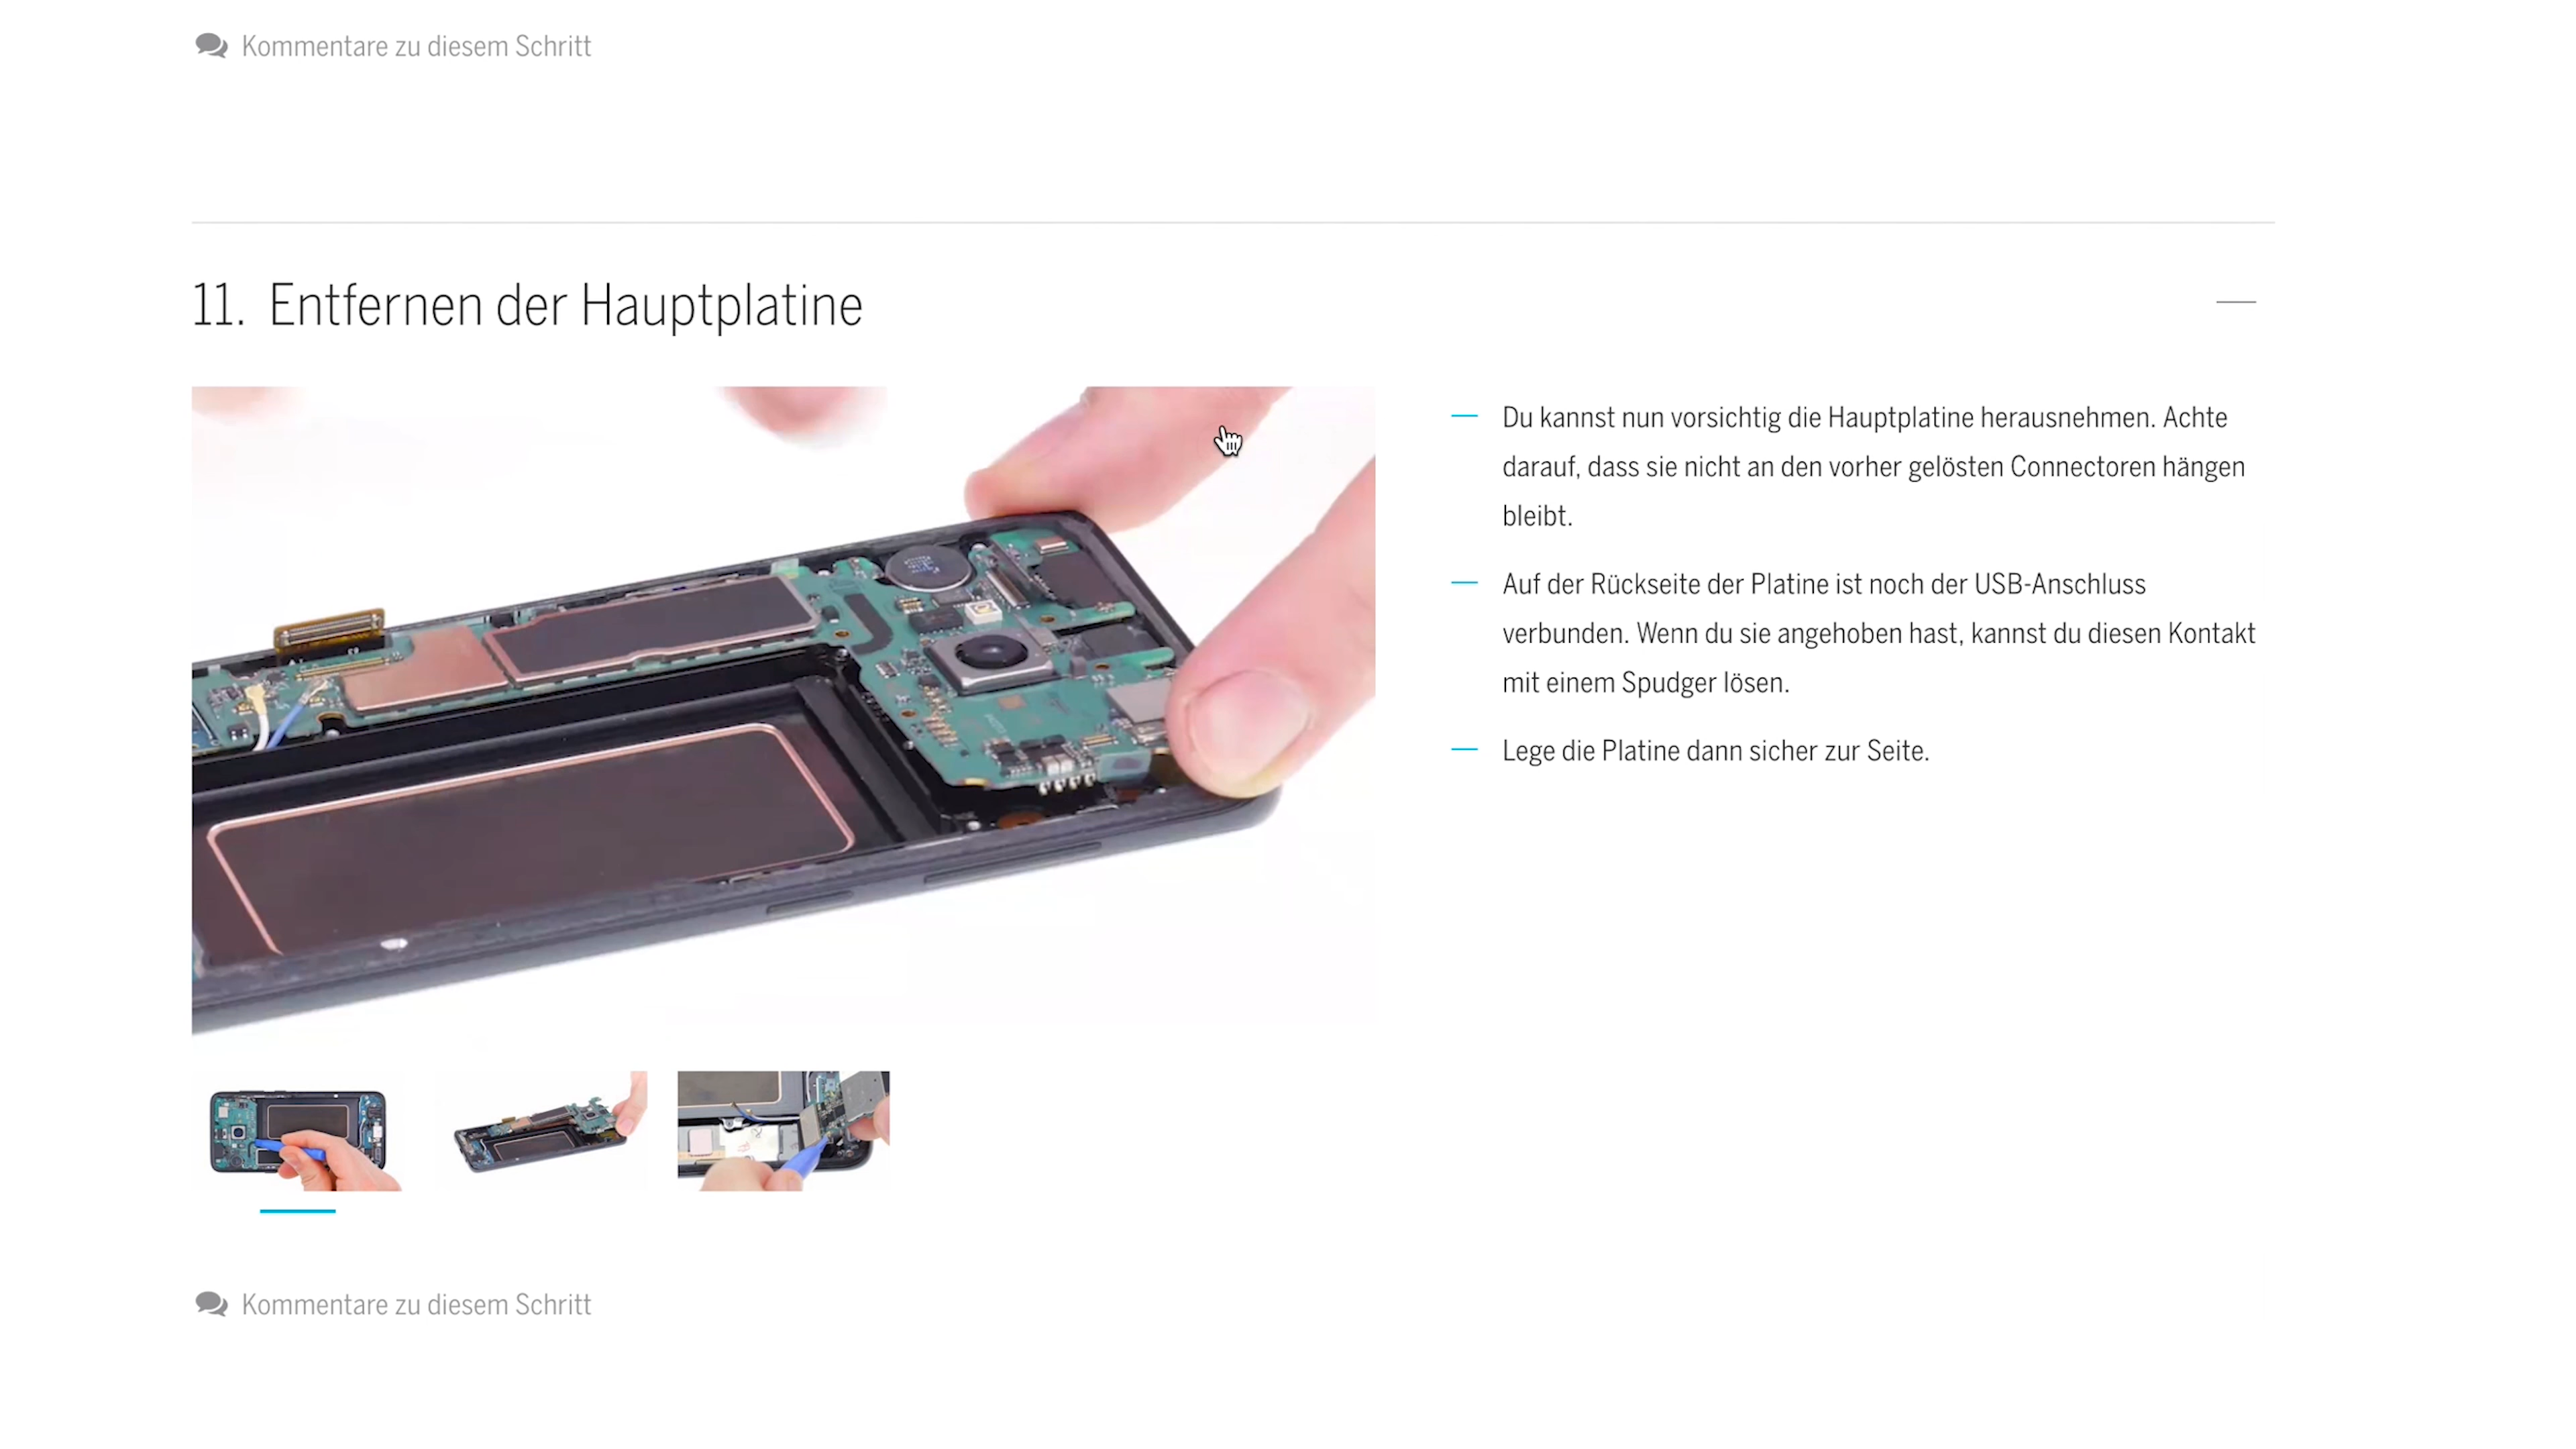 Kommentare zu diesem Schritt
11. Entfernen der Hauptplatine
Du kannst nun vorsichtig die Hauptplatine herausnehmen. Achte
darauf, dass sie nicht an den vorher gelösten Connectoren hängen
bleibt.
Auf der Rückseite der Platine ist noch der USB-Anschluss
verbunden. Wenn du sie angehoben hast, kannst du diesen Kontakt
mit einem Spudger lösen.
Lege die Platine dann sicher zur Seite.
Kommentare zu diesem Schritt